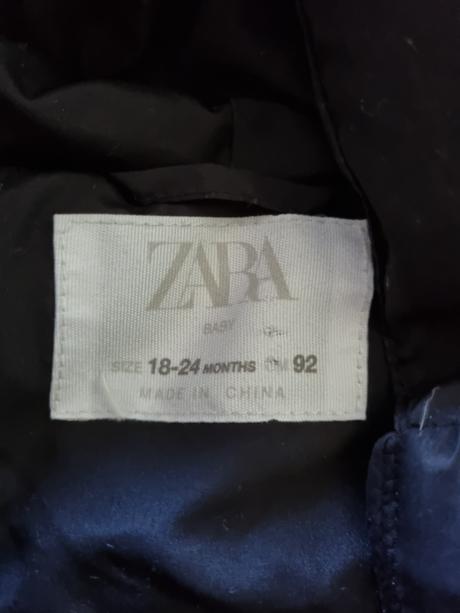 ZARA
BABY
SIZE 18-24 MONTHS CM 92
MADE IN CHINA